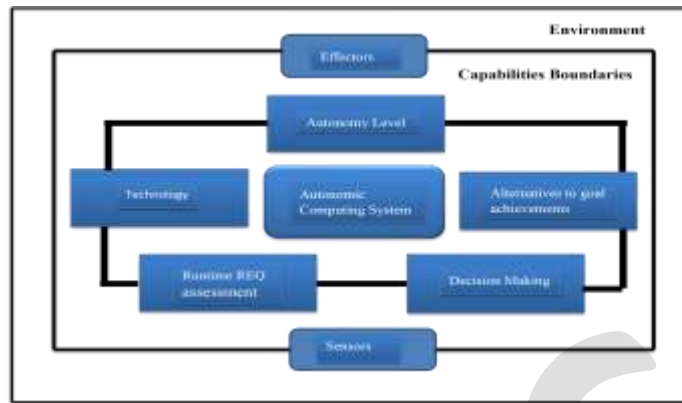 Environment
Effectors
Capabilities Boundaries
Autonomy Level
Technology
Autonomic
Computing System
Alternatives to goal
achievements
Runtime REQ
assessment
Decision Making
Sensors